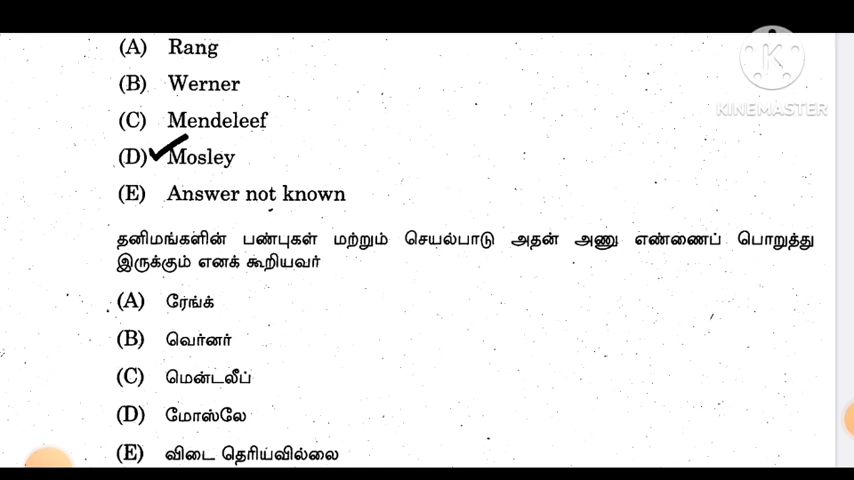 (A) Rang
(B) Werner
(C) Mendeleef
(D) Mosley
(E) Answer not known
தனிமங்களின் பண்புகள் மற்றும் செயல்பாடு அதன் அணு எண்ணைப் பொறுத்து
இருக்கும் எனக் கூறியவர்
(A) ரேங்க்
(B) வெர்னர்
(C) மென்டலீப்
(D) மோஸ்லே
(E) விடை தெரியவில்லை
K
KINEMASTER